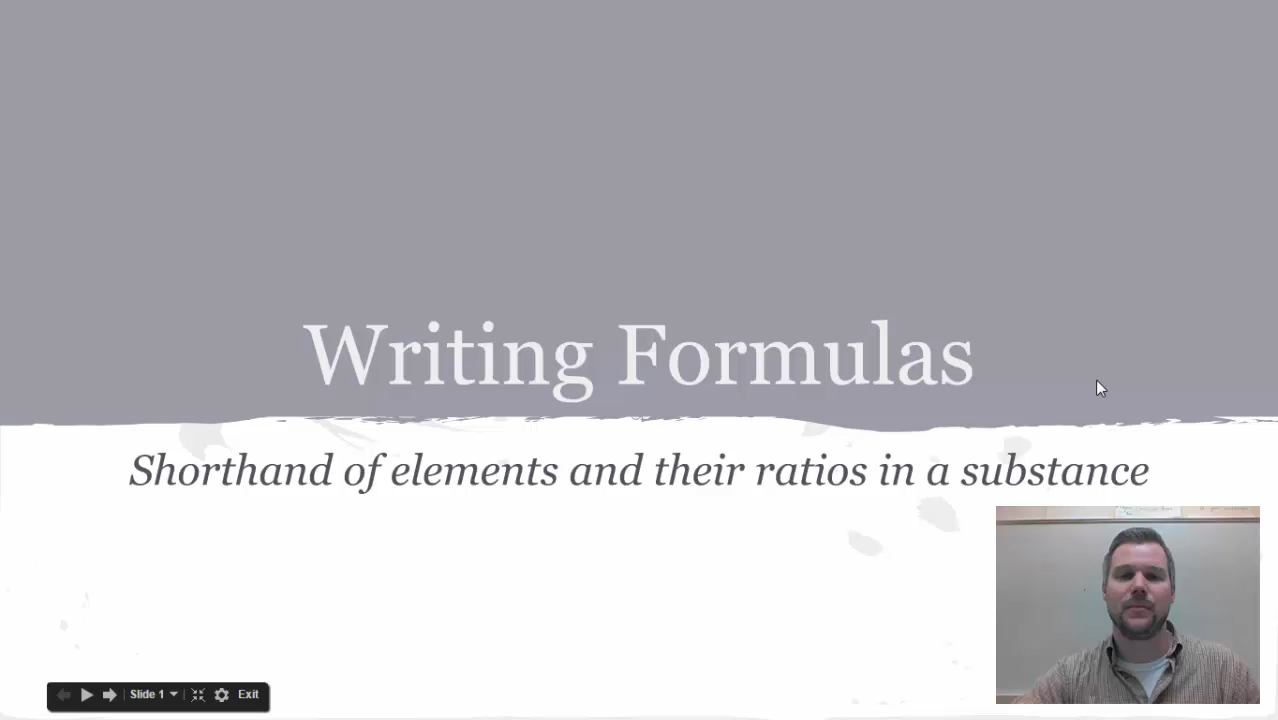 Writing Formulas
Shorthand of elements and their ratios in a substance
Slide 1
Exit